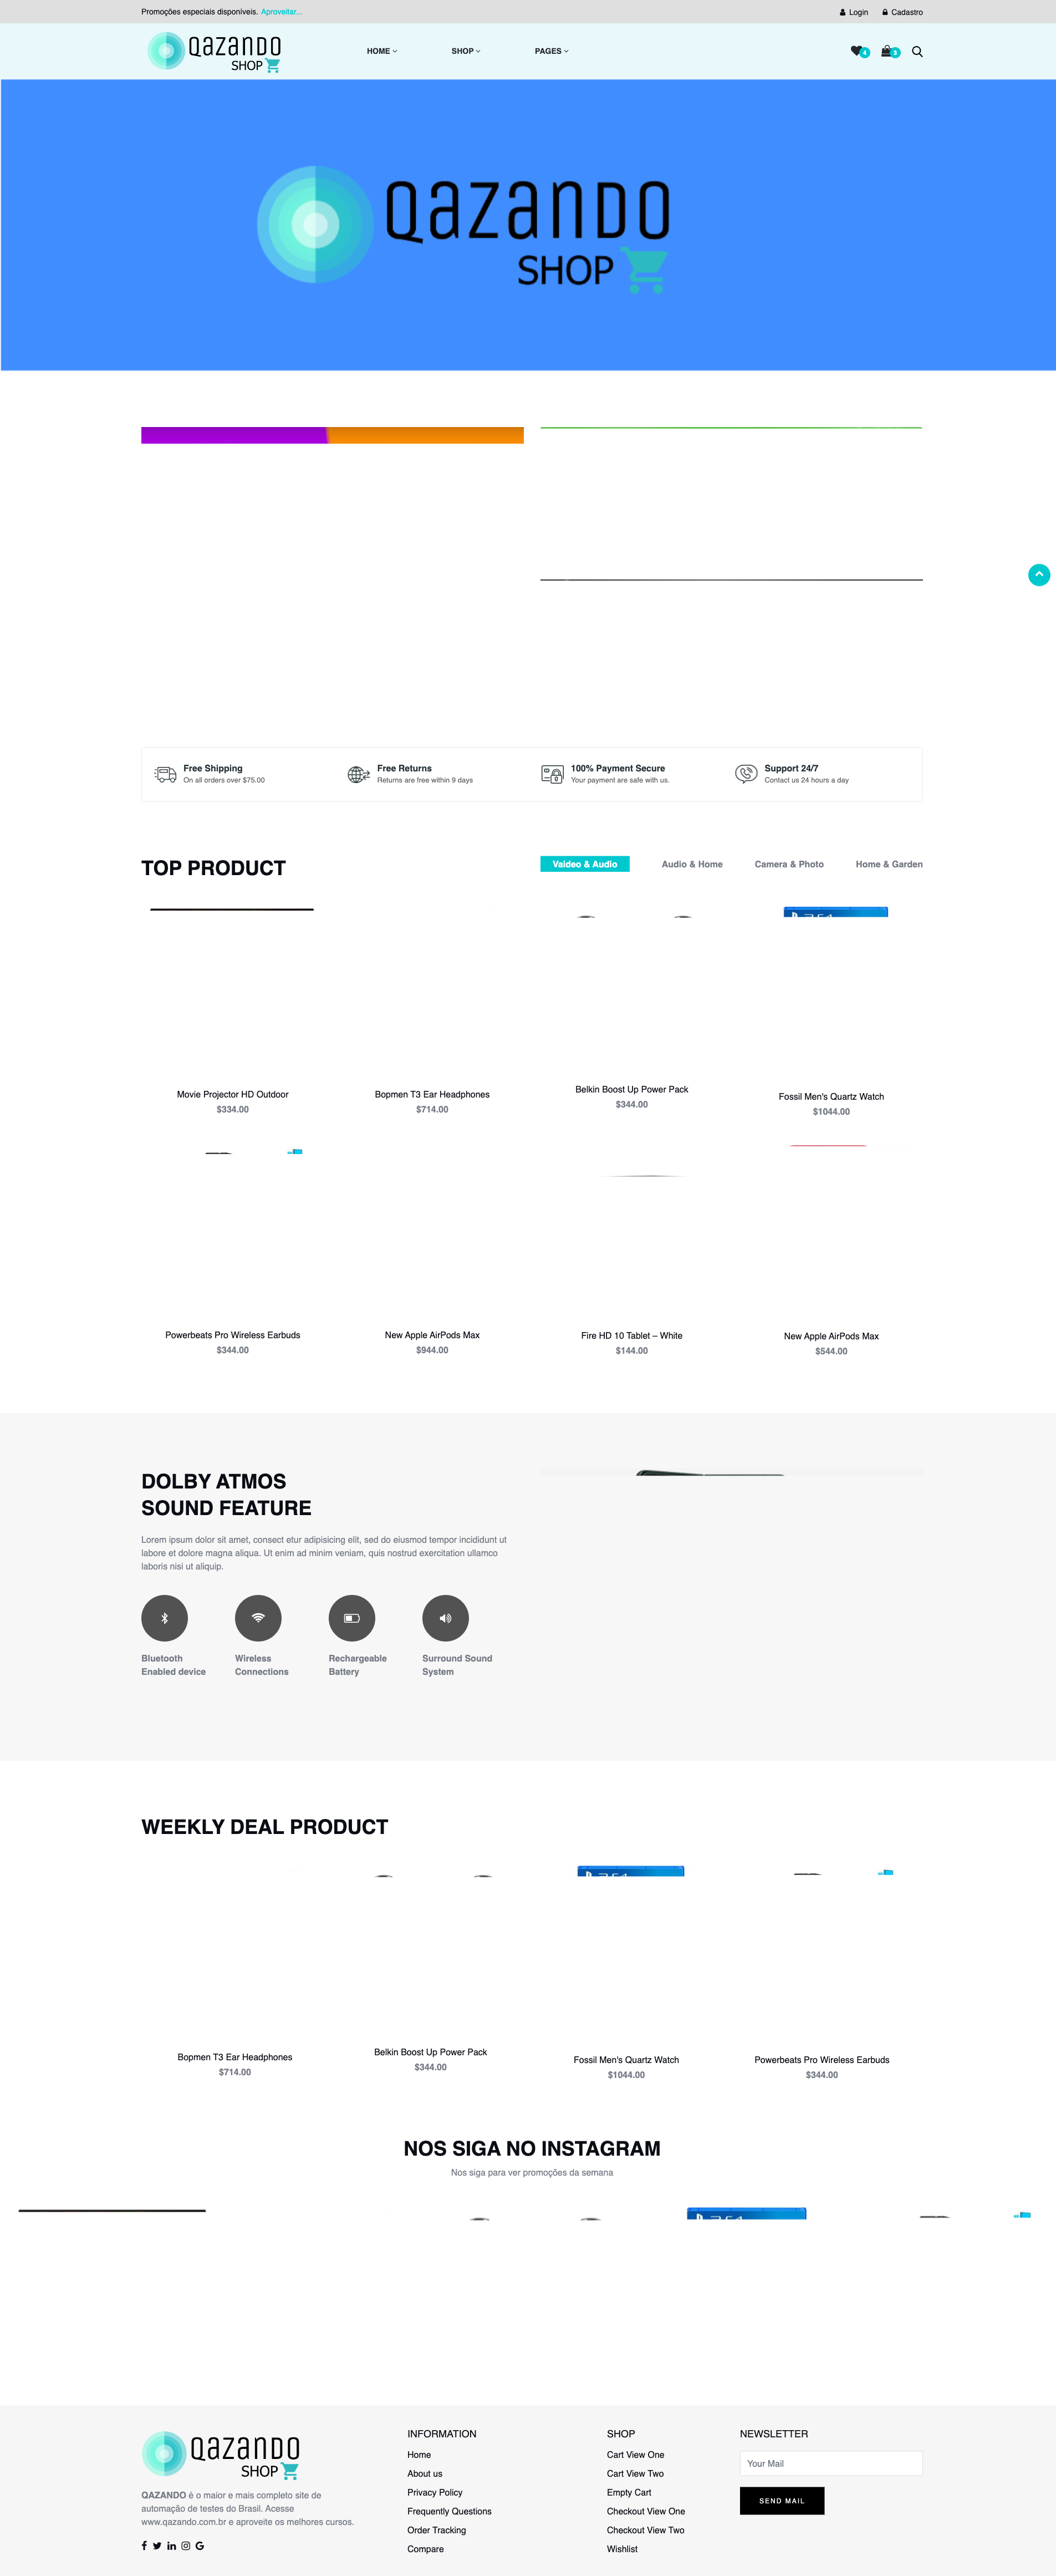 Promoções especiais disponíveis. Aproveitar...
Login
Cadastro
QAZANDO
SHOP
HOME
SHOP
PAGES
4
3
QAZANDO
SHOP
Free Shipping
On all orders over $75.00
Free Returns
Returns are free within 9 days
100% Payment Secure
Your payment are safe with us.
Support 24/7
Contact us 24 hours a day
TOP PRODUCT
Vaideo & Audio
Audio & Home
Camera & Photo
Home & Garden
Movie Projector HD Outdoor
$334.00
Bopmen T3 Ear Headphones
$714.00
Belkin Boost Up Power Pack
$344.00
Fossil Men's Quartz Watch
$1044.00
Powerbeats Pro Wireless Earbuds
$344.00
New Apple AirPods Max
$944.00
Fire HD 10 Tablet – White
$144.00
New Apple AirPods Max
$544.00
DOLBY ATMOS
SOUND FEATURE
Lorem ipsum dolor sit amet, consect etur adipisicing elit, sed do eiusmod tempor incididunt ut
labore et dolore magna aliqua. Ut enim ad minim veniam, quis nostrud exercitation ullamco
laboris nisi ut aliquip.
Bluetooth
Enabled device
Wireless
Connections
Rechargeable
Battery
Surround Sound
System
WEEKLY DEAL PRODUCT
Bopmen T3 Ear Headphones
$714.00
Belkin Boost Up Power Pack
$344.00
Fossil Men's Quartz Watch
$1044.00
Powerbeats Pro Wireless Earbuds
$344.00
NOS SIGA NO INSTAGRAM
Nos siga para ver promoções da semana
QAZANDO
SHOP
QAZANDO é o maior e mais completo site de
automação de testes do Brasil. Acesse
www.qazando.com.br e aproveite os melhores cursos.
INFORMATION
Home
About us
Privacy Policy
Frequently Questions
Order Tracking
Compare
SHOP
Cart View One
Cart View Two
Empty Cart
Checkout View One
Checkout View Two
Wishlist
NEWSLETTER
Your Mail
SEND MAIL